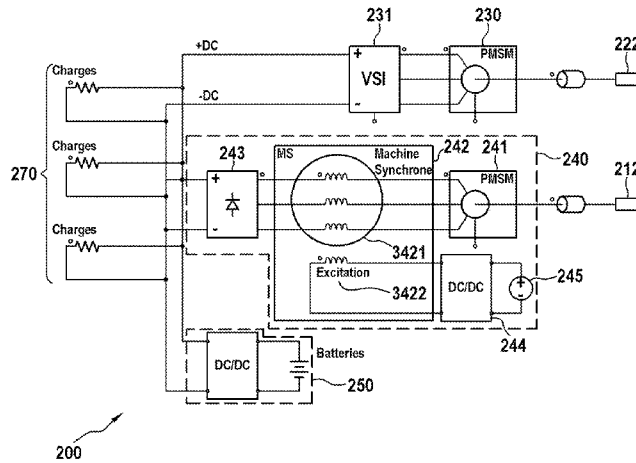 231
230
+DC
+
VSI
-
PMSM
222
Charges
-DC
270
Charges
243
MS
Machine
Synchrone
242
241
240
+
-
PMSM
212
Charges
3421
Excitation
3422
DC/DC
+
-
245
244
DC/DC
Batteries
250
200